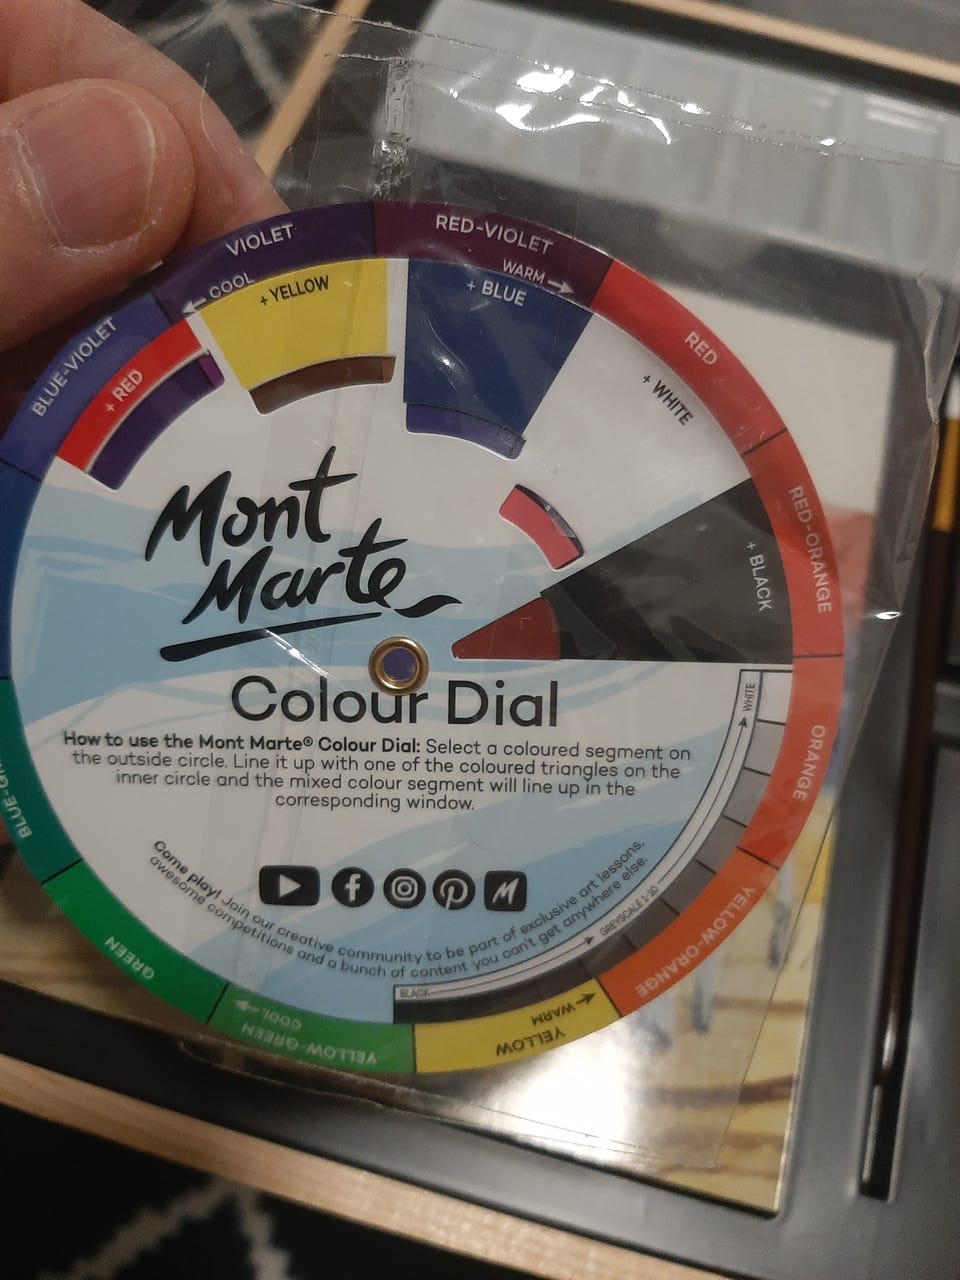 VIOLET
RED-VIOLET
← COOL
WARM →
BLUE-VIOLET
+ YELLOW
+ BLUE
RED
+ RED
+ WHITE
RED-ORANGE
+ BLACK
Mont
Marte
Colour Dial
How to use the Mont Marte® Colour Dial: Select a coloured segment on
the outside circle. Line it up with one of the coloured triangles on the
inner circle and the mixed colour segment will line up in the
corresponding window.
WHITE
ORANGE
Come play! Join our creative community to be part of exclusive art lessons,
awesome competitions and a bunch of content you can't get anywhere else.
GREYSCALE 1-10
BLACK
YELLOW-ORANGE
← WARM
YELLOW
COOL →
YELLOW-GREEN
GREEN